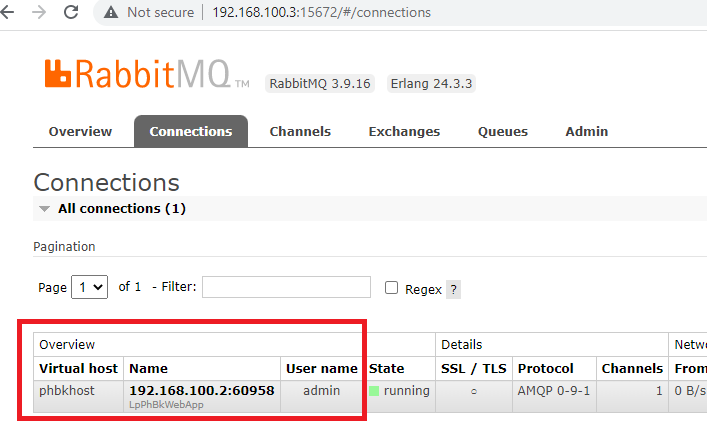 Not secure | 192.168.100.3:15672/#/connections
RabbitMQ TM RabbitMQ 3.9.16 Erlang 24.3.3
Overview Connections Channels Exchanges Queues Admin
Connections
All connections (1)
Pagination
Page 1 of 1 - Filter: Regex ?
Overview Details Netw
Virtual host Name User name State SSL / TLS Protocol Channels From
phbkhost 192.168.100.2:60958 admin running ○ AMQP 0-9-1 1 0 B/s
LpPhBkWebApp